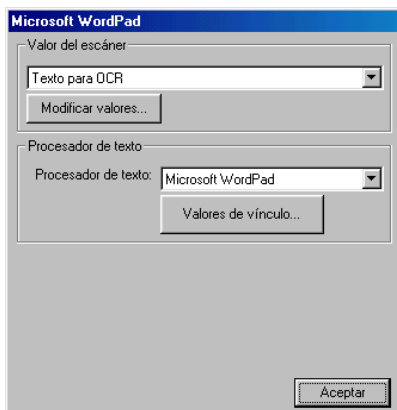 Microsoft WordPad
Valor del escáner
Texto para OCR
Modificar valores...
Procesador de texto
Procesador de texto: Microsoft WordPad
Valores de vínculo...
Aceptar